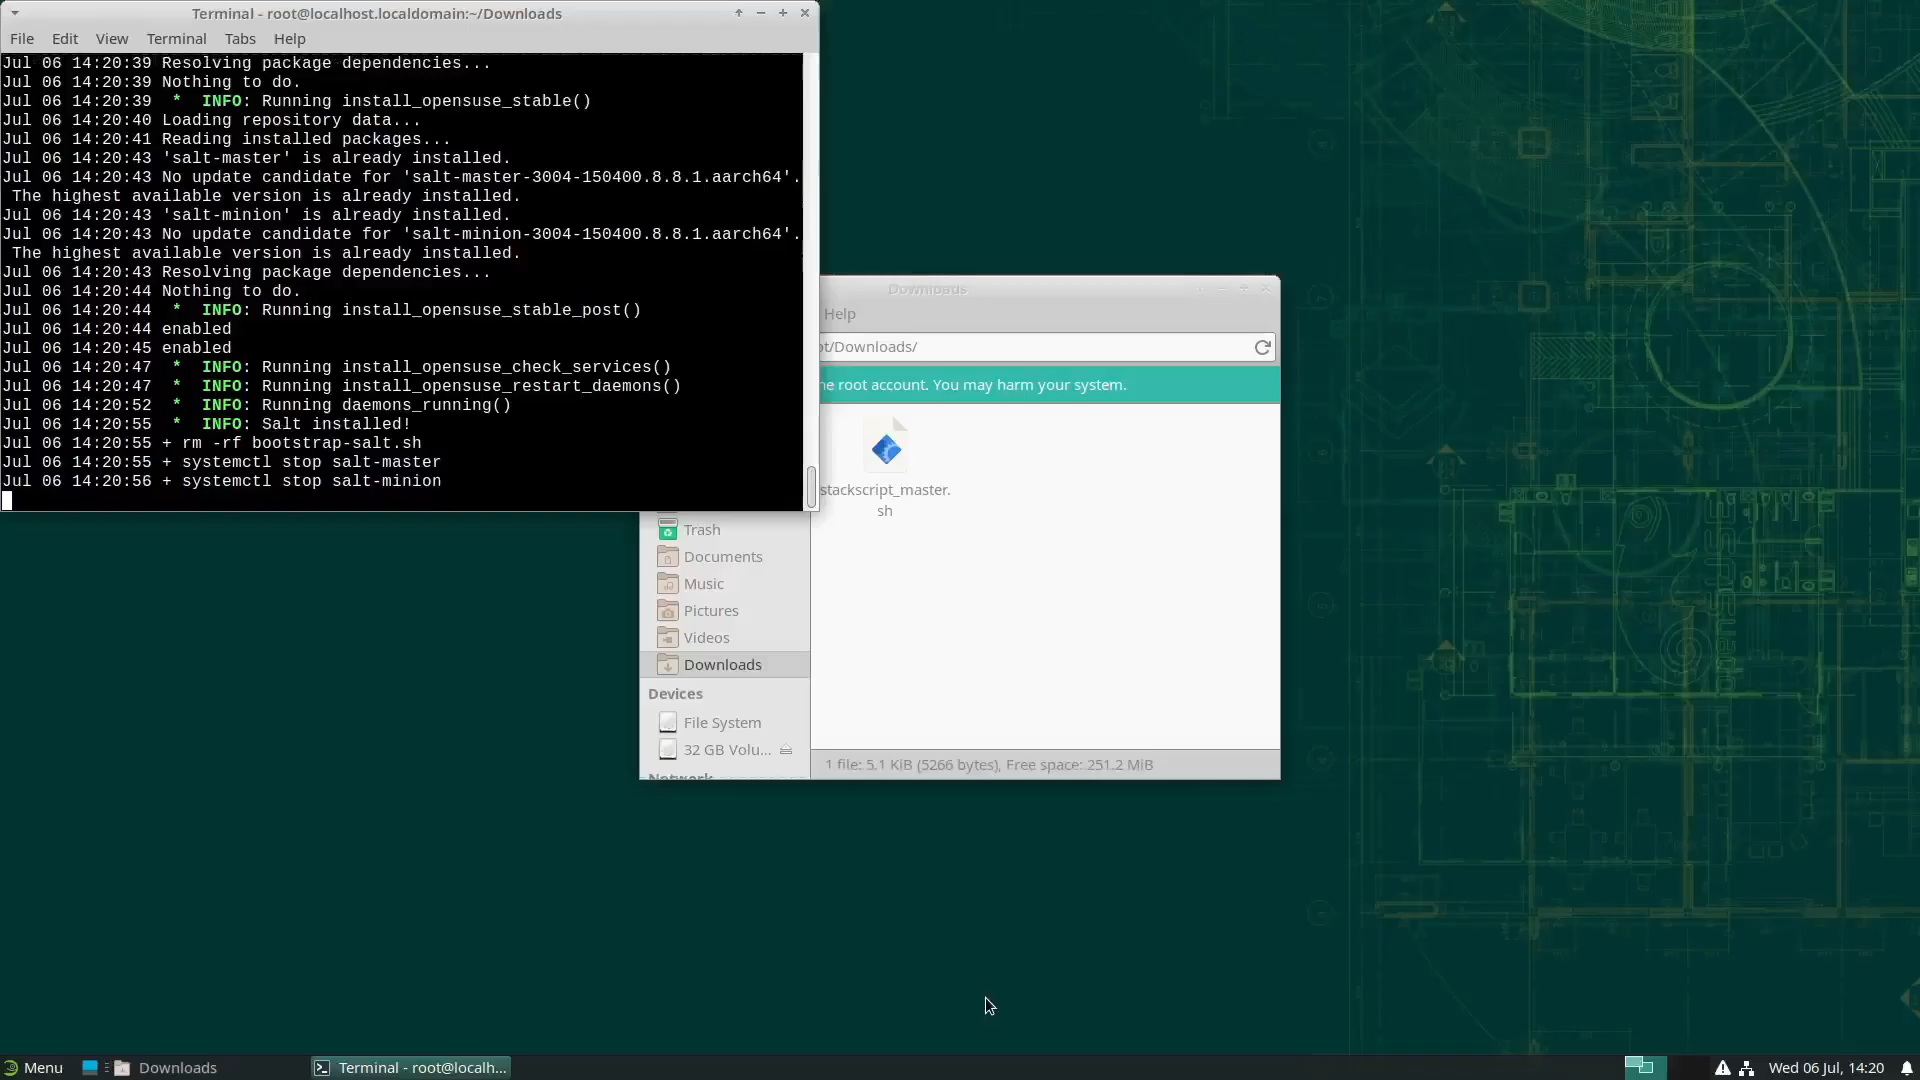 Terminal - root@localhost.localdomain:~/Downloads
File Edit View Terminal Tabs Help
Jul 06 14:20:39 Resolving package dependencies...
Jul 06 14:20:39 Nothing to do.
Jul 06 14:20:39 * INFO: Running install_opensuse_stable()
Jul 06 14:20:40 Loading repository data...
Jul 06 14:20:41 Reading installed packages...
Jul 06 14:20:43 'salt-master' is already installed.
Jul 06 14:20:43 No update candidate for 'salt-master-3004-150400.8.8.1.aarch64'.
The highest available version is already installed.
Jul 06 14:20:43 'salt-minion' is already installed.
Jul 06 14:20:43 No update candidate for 'salt-minion-3004-150400.8.8.1.aarch64'.
The highest available version is already installed.
Jul 06 14:20:43 Resolving package dependencies...
Jul 06 14:20:44 Nothing to do.
Jul 06 14:20:44 * INFO: Running install_opensuse_stable_post()
Jul 06 14:20:44 enabled
Jul 06 14:20:45 enabled
Jul 06 14:20:47 * INFO: Running install_opensuse_check_services()
Jul 06 14:20:47 * INFO: Running install_opensuse_restart_daemons()
Jul 06 14:20:52 * INFO: Running daemons_running()
Jul 06 14:20:55 * INFO: Salt installed!
Jul 06 14:20:55 + rm -rf bootstrap-salt.sh
Jul 06 14:20:55 + systemctl stop salt-master
Jul 06 14:20:56 + systemctl stop salt-minion
Downloads
Help
ot/Downloads/
he root account. You may harm your system.
stackscript_master.
sh
Trash
Documents
Music
Pictures
Videos
Downloads
Devices
File System
32 GB Volu...
Network
1 file: 5.1 KiB (5266 bytes), Free space: 251.2 MiB
openSUSE
Menu
Downloads
Terminal - root@localh...
Wed 06 Jul, 14:20